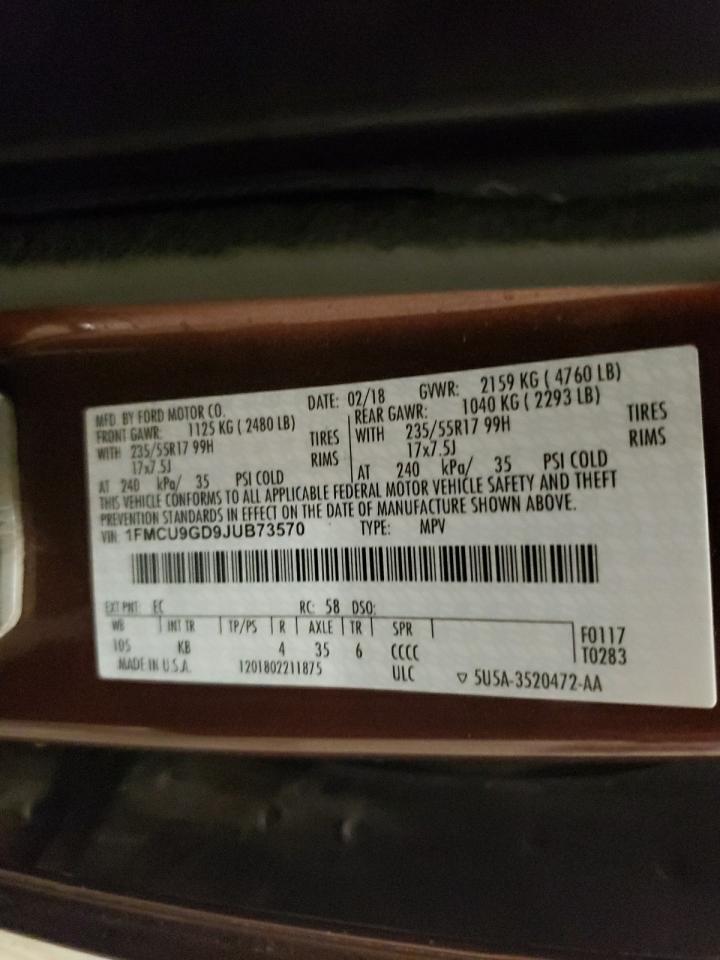 MFD. BY FORD MOTOR CO. DATE: 02/18 GVWR: 2159 KG ( 4760 LB)
FRONT GAWR: 1125 KG ( 2480 LB) REAR GAWR: 1040 KG ( 2293 LB)
WITH 235/55R17 99H TIRES WITH 235/55R17 99H TIRES
17x7.5J RIMS 17x7.5J RIMS
AT 240 kPa/ 35 PSI COLD AT 240 kPa/ 35 PSI COLD
THIS VEHICLE CONFORMS TO ALL APPLICABLE FEDERAL MOTOR VEHICLE SAFETY AND THEFT
PREVENTION STANDARDS IN EFFECT ON THE DATE OF MANUFACTURE SHOWN ABOVE.
VIN: 1FMCU9GD9JUB73570 TYPE: MPV
EXT PNT: EC RC: 58 DSO:
WB INT TR TP/PS R AXLE TR SPR F0117
105 KB 4 35 6 CCCC T0283
MADE IN U.S.A. 1201802211875 ULC ▽ 5U5A-3520472-AA